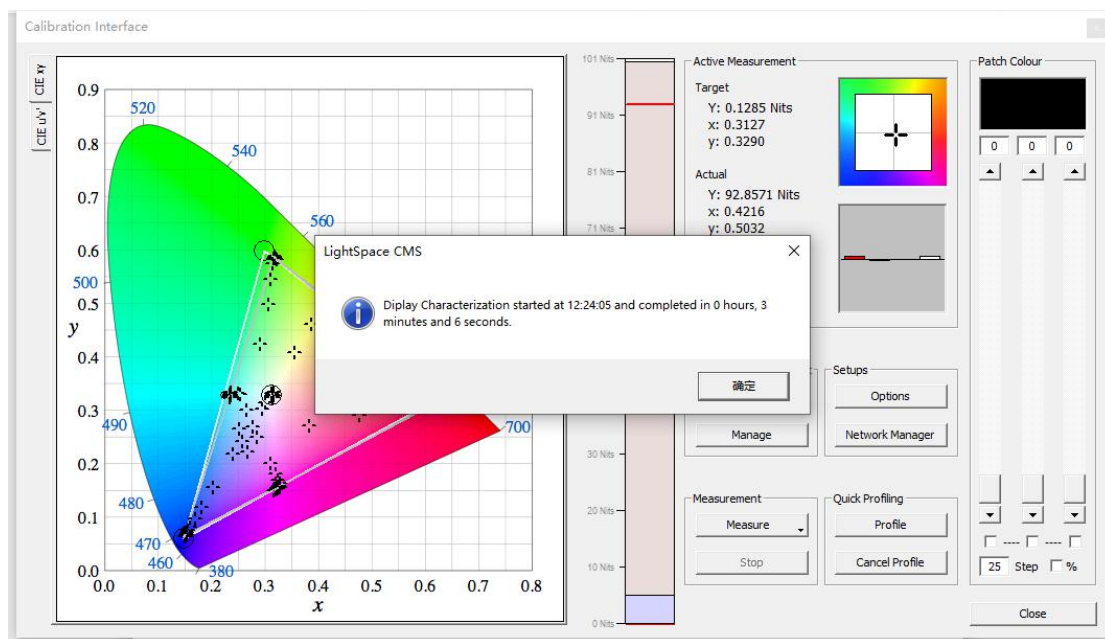 Calibration Interface
CIE xy
CIE u'v'
0.9
0.8
0.7
0.6
0.5
0.4
0.3
0.2
0.1
0.0
y
0.0
0.1
0.2
0.3
0.4
0.5
0.6
0.7
0.8
x
520
540
560
500
490
480
470
460
380
700
101 Nits
91 Nits
81 Nits
71 Nits
30 Nits
20 Nits
10 Nits
0 Nits
Active Measurement
Target
Y: 0.1285 Nits
x: 0.3127
y: 0.3290
Actual
Y: 92.8571 Nits
x: 0.4216
y: 0.5032
LightSpace CMS
Diplay Characterization started at 12:24:05 and completed in 0 hours, 3
minutes and 6 seconds.
确定
Manage
Setups
Options
Network Manager
Measurement
Measure
Stop
Quick Profiling
Profile
Cancel Profile
Patch Colour
0 0 0
25 Step %
Close